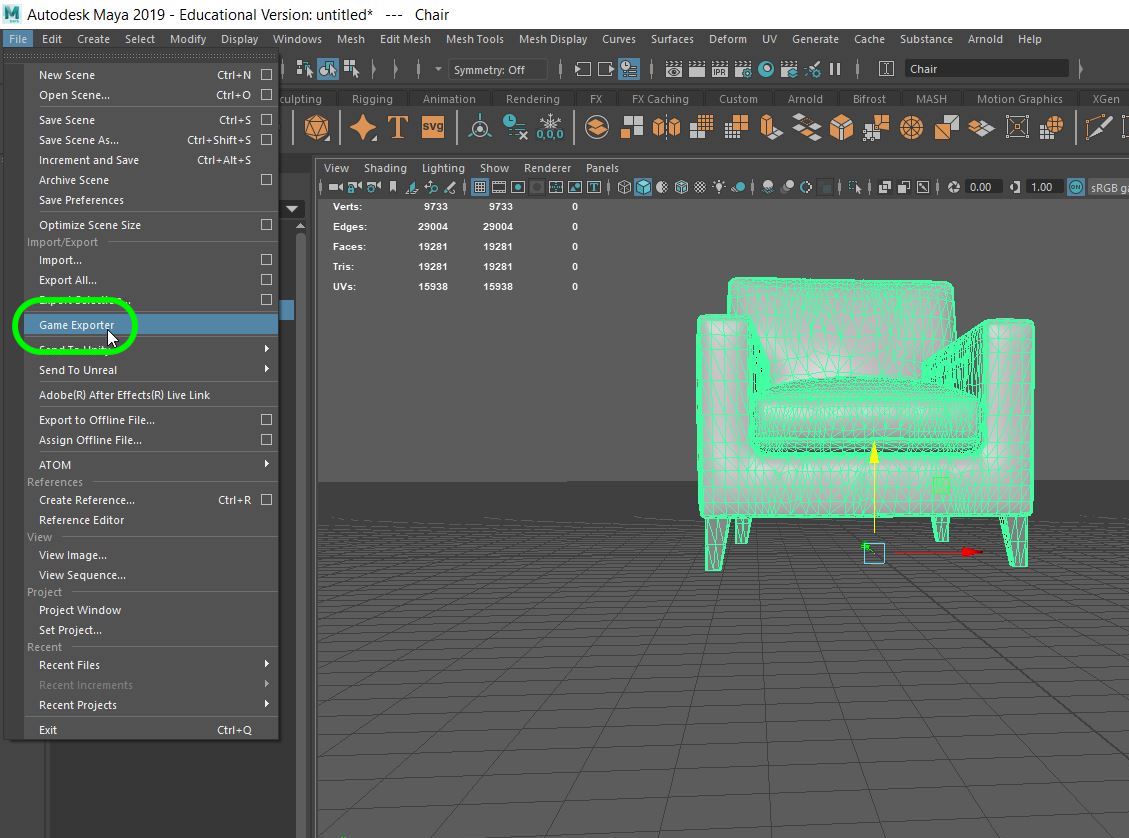 Autodesk Maya 2019 - Educational Version: untitled* --- Chair
File Edit Create Select Modify Display Windows Mesh Edit Mesh Mesh Tools Mesh Display Curves Surfaces Deform UV Generate Cache Substance Arnold Help
Symmetry: Off IPR Chair
Rigging Animation Rendering FX FX Caching Custom Arnold Bifrost MASH Motion Graphics XGen
T SVG 0,0,0
View Shading Lighting Show Renderer Panels
0.00 1.00 ON sRGB
Verts: 9733 9733 0
Edges: 29004 29004 0
Faces: 19281 19281 0
Tris: 19281 19281 0
UVs: 15938 15938 0
New Scene Ctrl+N
Open Scene... Ctrl+O
Save Scene Ctrl+S
Save Scene As... Ctrl+Shift+S
Increment and Save Ctrl+Alt+S
Archive Scene
Save Preferences
Optimize Scene Size
Import/Export
Import...
Export All...
Export Selection...
Game Exporter
Send To Unity
Send To Unreal
Adobe(R) After Effects(R) Live Link
Export to Offline File...
Assign Offline File...
ATOM
References
Create Reference... Ctrl+R
Reference Editor
View
View Image...
View Sequence...
Project
Project Window
Set Project...
Recent
Recent Files
Recent Increments
Recent Projects
Exit Ctrl+Q